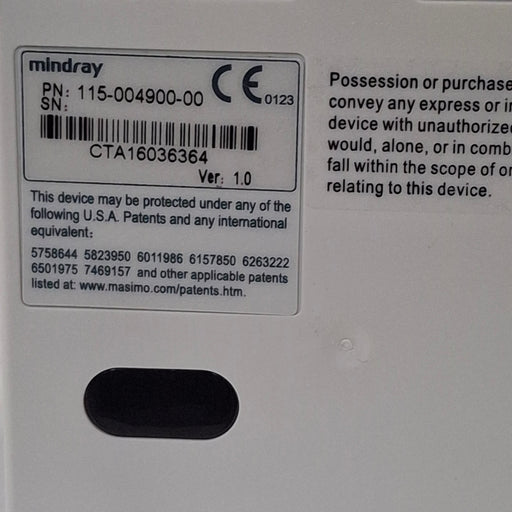 mindray
PN: 115-004900-00
CE 0123
SN:
CTA16036364
Ver: 1.0
This device may be protected under any of the
following U.S.A. Patents and any international
equivalent:
5758644 5823950 6011986 6157850 6263222
6501975 7469157 and other applicable patents
listed at: www.masimo.com/patents.htm.
Possession or purchase
convey any express or
device with unauthorized
would, alone, or in
fall within the scope of
relating to this device.